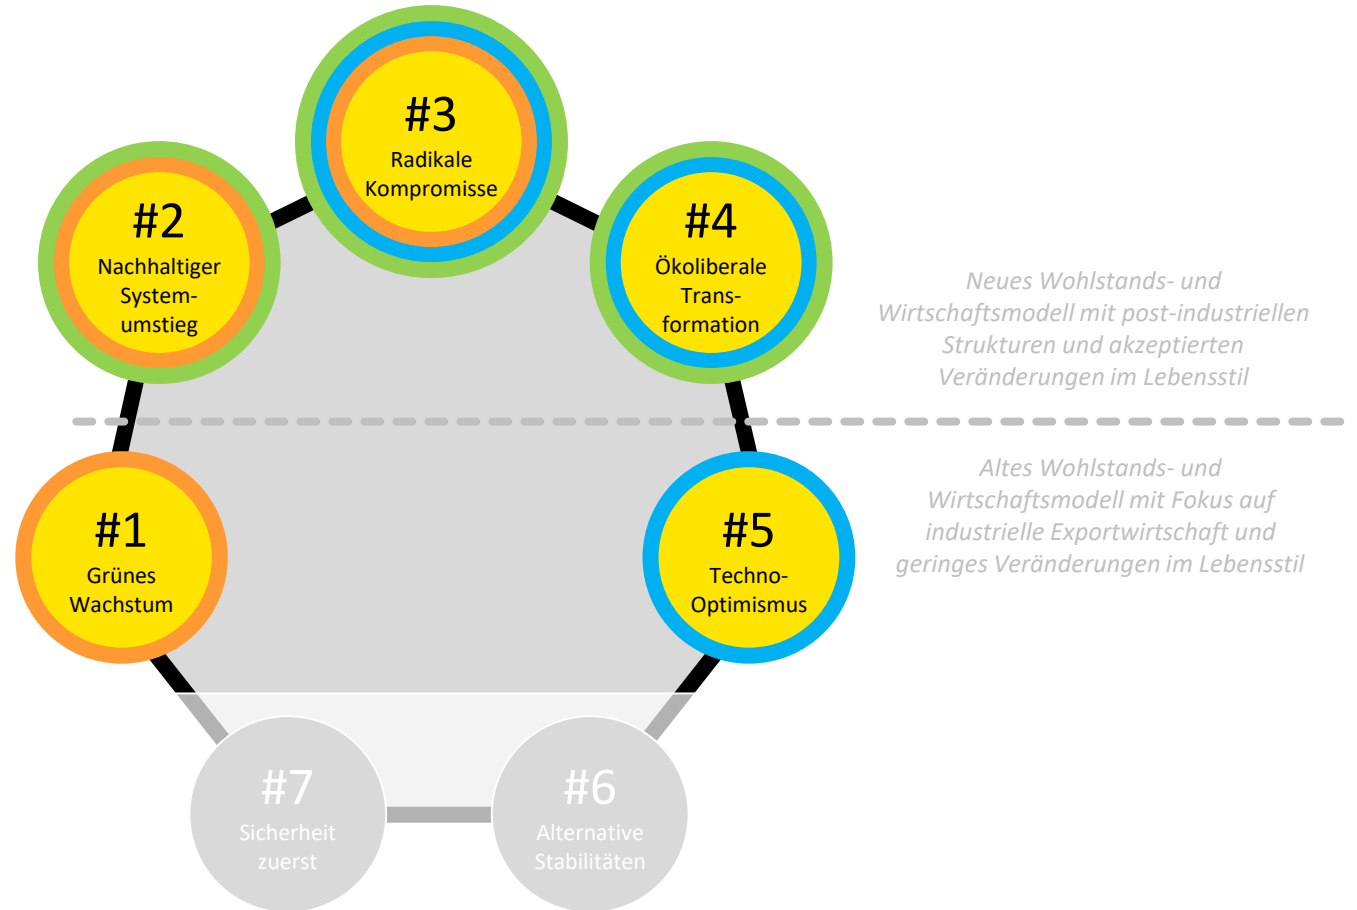 #3
Radikale
Kompromisse
#2
Nachhaltiger
System-
umstieg
#4
Ökoliberale
Trans-
formation
Neues Wohlstands- und
Wirtschaftsmodell mit post-industriellen
Strukturen und akzeptierten
Veränderungen im Lebensstil
#1
Grünes
Wachstum
#5
Techno-
Optimismus
Altes Wohlstands- und
Wirtschaftsmodell mit Fokus auf
industrielle Exportwirtschaft und
geringes Veränderungen im Lebensstil
#7
Sicherheit
zuerst
#6
Alternative
Stabilitäten